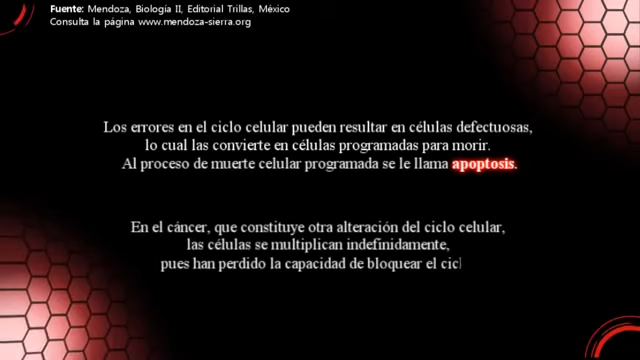 Fuente: Mendoza, Biología II, Editorial Trillas, México
Consulta la página www.mendoza-sierra.org
Los errores en el ciclo celular pueden resultar en células defectuosas,
lo cual las convierte en células programadas para morir.
Al proceso de muerte celular programada se le llama apoptosis.
En el cáncer, que constituye otra alteración del ciclo celular,
las células se multiplican indefinidamente,
pues han perdido la capacidad de bloquear el cicl